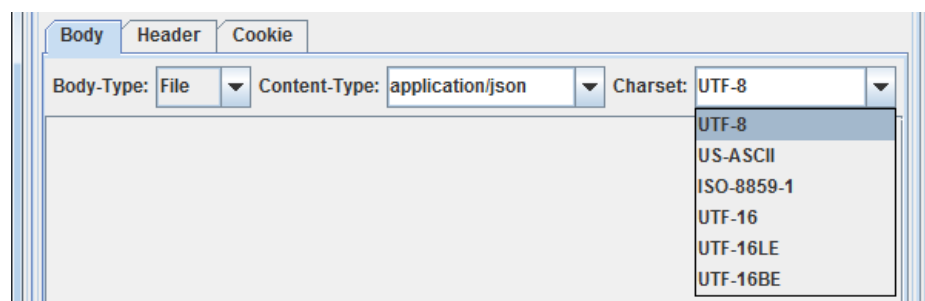 Body Header Cookie
Body-Type: File Content-Type: application/json Charset: UTF-8
UTF-8
US-ASCII
ISO-8859-1
UTF-16
UTF-16LE
UTF-16BE